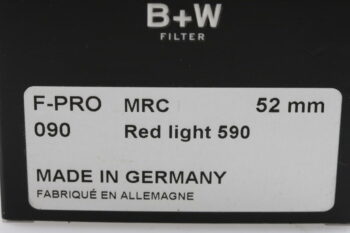 B+W
FILTER
F-PRO MRC 52 mm
090 Red light 590
MADE IN GERMANY
FABRIQUÉ EN ALLEMAGNE